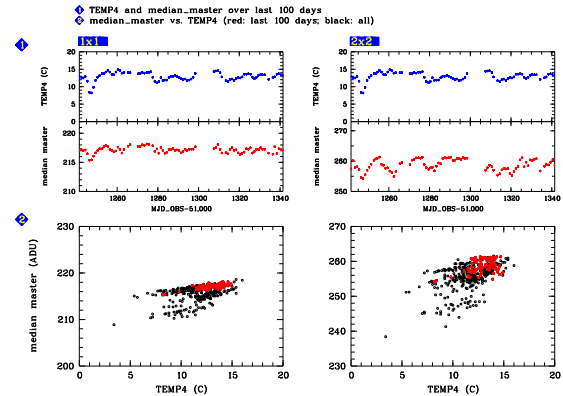 1 TEMP4 and median_master over last 100 days
2 median_master vs. TEMP4 (red: last 100 days; black: all)
1 1x1 2x2
20 20
15 15
TEMP4 (C) TEMP4 (C)
10 10
5 5
0 0
220 270
median master median master
215 260
210 250
1260 1280 1300 1320 1340 1260 1280 1300 1320 1340
MJD_OBS-51,000 MJD_OBS-51,000
2
230 270
220 260
median master (ADU) 250
210 240
200 230
0 5 10 15 20 0 5 10 15 20
TEMP4 (C) TEMP4 (C)